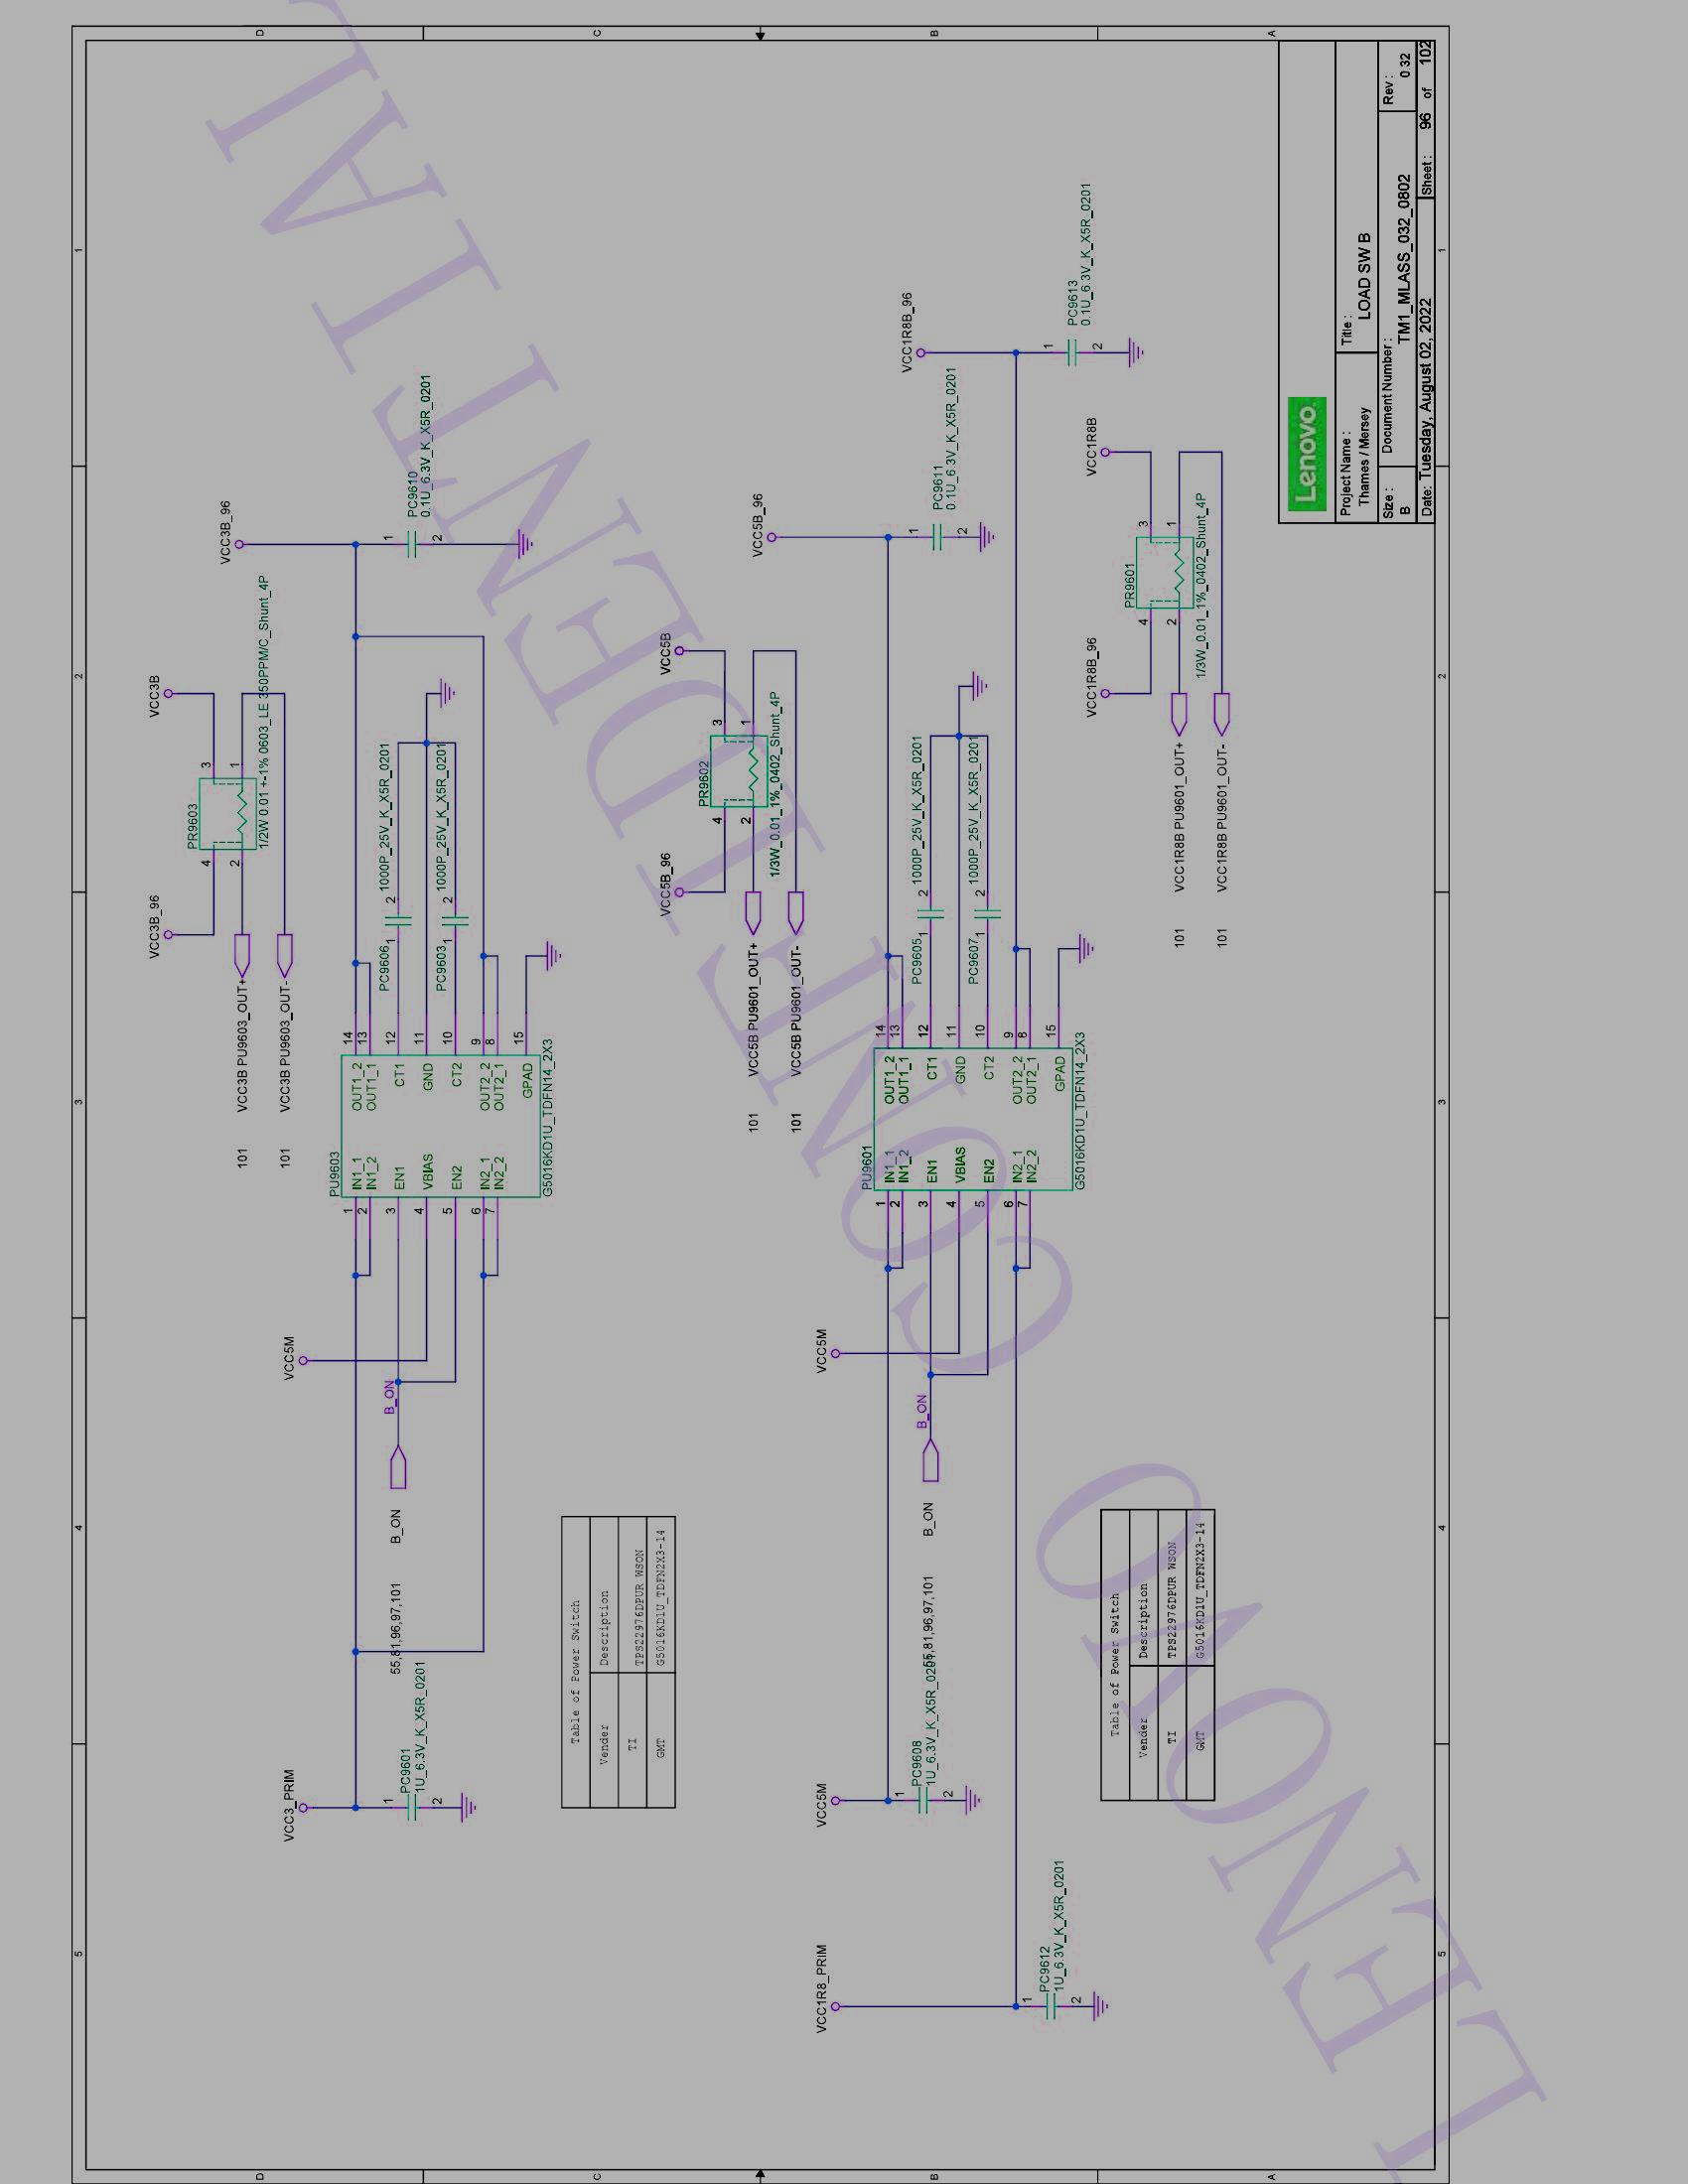 5
4
3
2
1
D
D
VCC3B_96
VCC3B
PR9603
4
3
2
1
1/2W 0.01 +-1% 0603_LE 350PPM/C_Shunt_4P
101
VCC3B PU9603_OUT+
101
VCC3B PU9603_OUT-
VCC3_PRIM
VCC5M
VCC3B_96
PU9603
1
IN1_1
OUT1_2
14
2
IN1_2
OUT1_1
13
3
EN1
CT1
12
4
VBIAS
GND
11
5
EN2
CT2
10
6
IN2_1
OUT2_2
9
7
IN2_2
OUT2_1
8
GPAD
15
G5016KD1U_TDFN14_2X3
PC9606
1
2
1000P_25V_K_X5R_0201
PC9603
1
2
1000P_25V_K_X5R_0201
1
PC9610
0.1U_6.3V_K_X5R_0201
2
55,81,96,97,101
B_ON
B_ON
1
PC9601
1U_6.3V_K_X5R_0201
2
Table of Power Switch
Vender
Description
TI
TPS22976DPUR WSON
GMT
G5016KD1U_TDFN2X3-14
C
C
VCC5B_96
VCC5B
PR9602
4
3
2
1
1/3W_0.01_1%_0402_Shunt_4P
101
VCC5B PU9601_OUT+
101
VCC5B PU9601_OUT-
VCC1R8_PRIM
VCC5M
VCC5M
VCC5B_96
PU9601
1
IN1_1
OUT1_2
14
2
IN1_2
OUT1_1
13
3
EN1
CT1
12
4
VBIAS
GND
11
5
EN2
CT2
10
6
IN2_1
OUT2_2
9
7
IN2_2
OUT2_1
8
GPAD
15
G5016KD1U_TDFN14_2X3
PC9605
1
2
1000P_25V_K_X5R_0201
PC9607
1
2
1000P_25V_K_X5R_0201
1
PC9611
0.1U_6.3V_K_X5R_0201
2
VCC1R8B_96
B
B
55,81,96,97,101
B_ON
B_ON
1
PC9608
1U_6.3V_K_X5R_0201
2
1
PC9612
1U_6.3V_K_X5R_0201
2
1
PC9613
0.1U_6.3V_K_X5R_0201
2
VCC1R8B_96
VCC1R8B
PR9601
4
3
2
1
1/3W_0.01_1%_0402_Shunt_4P
101
VCC1R8B PU9601_OUT+
101
VCC1R8B PU9601_OUT-
Table of Power Switch
Vender
Description
TI
TPS22976DPUR WSON
GMT
G5016KD1U_TDFN2X3-14
A
A
Lenovo
Project Name :
Thames / Mersey
Title :
LOAD SW B
Size :
B
Document Number :
TM1_MLASS_032_0802
Rev :
0.32
Date: Tuesday, August 02, 2022
Sheet : 96 of 102
5
4
3
2
1
LENOVO CONFIDENTIAL